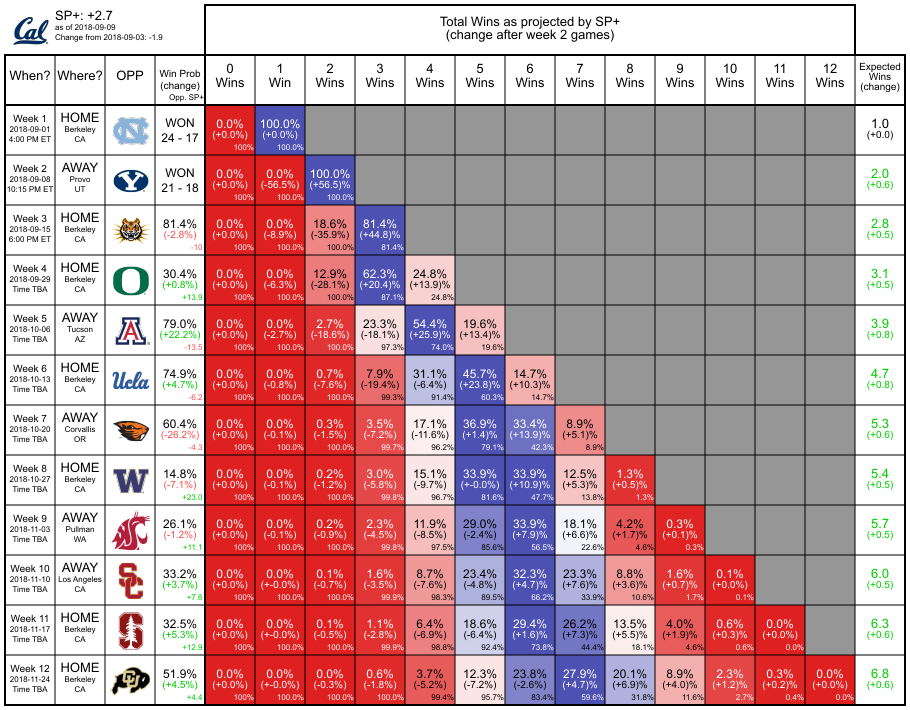 Cal
SP+: +2.7
as of 2018-09-09
Change from 2018-09-03: -1.9
Total Wins as projected by SP+
(change after week 2 games)
When? Where? OPP Win Prob (change) Opp. SP+ 0 Wins 1 Win 2 Wins 3 Wins 4 Wins 5 Wins 6 Wins 7 Wins 8 Wins 9 Wins 10 Wins 11 Wins 12 Wins Expected Wins (change)
Week 1 HOME WON 0.0% 100.0% 1.0
2018-09-01 Berkeley NC (+0.0%) (+0.0%) (+0.0)
4:00 PM ET CA 24 - 17 100% 100.0%
Week 2 AWAY WON 0.0% 0.0% 100.0% 2.0
2018-09-08 Provo Y (+0.0%) (-56.5%) (+56.5)% (+0.6)
10:15 PM ET UT 21 - 18 100% 100.0% 100.0%
Week 3 HOME 81.4% 0.0% 0.0% 18.6% 81.4% 2.8
2018-09-15 Berkeley (-2.8%) (+0.0%) (-8.9%) (-35.9%) (+44.8)% (+0.5)
6:00 PM ET CA -10 100% 100.0% 100.0% 81.4%
Week 4 HOME 30.4% 0.0% 0.0% 12.9% 62.3% 24.8% 3.1
2018-09-29 Berkeley O (+0.8%) (+0.0%) (-6.3%) (-28.1%) (+20.4)% (+13.9)% (+0.5)
Time TBA CA +13.9 100% 100.0% 100.0% 87.1% 24.8%
Week 5 AWAY 79.0% 0.0% 0.0% 2.7% 23.3% 54.4% 19.6% 3.9
2018-10-06 Tucson A (+22.2%) (+0.0%) (-2.7%) (-18.6%) (-18.1%) (+25.9)% (+13.4)% (+0.8)
Time TBA AZ -13.5 100% 100.0% 100.0% 97.3% 74.0% 19.6%
Week 6 HOME 74.9% 0.0% 0.0% 0.7% 7.9% 31.1% 45.7% 14.7% 4.7
2018-10-13 Berkeley Ucla (+4.7%) (+0.0%) (-0.8%) (-7.6%) (-19.4%) (-6.4%) (+23.8)% (+10.3)% (+0.8)
Time TBA CA -6.2 100% 100.0% 100.0% 99.3% 91.4% 60.3% 14.7%
Week 7 AWAY 60.4% 0.0% 0.0% 0.3% 3.5% 17.1% 36.9% 33.4% 8.9% 5.3
2018-10-20 Corvallis (-26.2%) (+0.0%) (-0.1%) (-1.5%) (-7.2%) (-11.6%) (+1.4)% (+13.9)% (+5.1)% (+0.6)
Time TBA OR -4.3 100% 100.0% 100.0% 99.7% 96.2% 79.1% 42.3% 8.9%
Week 8 HOME 14.8% 0.0% 0.0% 0.2% 3.0% 15.1% 33.9% 33.9% 12.5% 1.3% 5.4
2018-10-27 Berkeley W (-7.1%) (+0.0%) (-0.1%) (-1.2%) (-5.8%) (-9.7%) (+-0.0)% (+10.9)% (+5.3)% (+0.5)% (+0.5)
Time TBA CA +23.0 100% 100.0% 100.0% 99.8% 96.7% 81.6% 47.7% 13.8% 1.3%
Week 9 AWAY 26.1% 0.0% 0.0% 0.2% 2.3% 11.9% 29.0% 33.9% 18.1% 4.2% 0.3% 5.7
2018-11-03 Pullman (-1.2%) (+0.0%) (-0.1%) (-0.9%) (-4.5%) (-8.5%) (-2.4%) (+7.9)% (+6.6)% (+1.7)% (+0.1)% (+0.5)
Time TBA WA +11.1 100% 100.0% 100.0% 99.8% 97.5% 85.6% 56.5% 22.6% 4.6% 0.3%
Week 10 AWAY 33.2% 0.0% 0.0% 0.1% 1.6% 8.7% 23.4% 32.3% 23.3% 8.8% 1.6% 0.1% 6.0
2018-11-10 Los Angeles SC (+3.7%) (+0.0%) (+-0.0%) (-0.7%) (-3.5%) (-7.6%) (-4.8%) (+4.7)% (+7.6)% (+3.6)% (+0.7)% (+0.0)% (+0.5)
Time TBA CA +7.6 100% 100.0% 100.0% 99.9% 98.3% 89.5% 66.2% 33.9% 10.6% 1.7% 0.1%
Week 11 HOME 32.5% 0.0% 0.0% 0.1% 1.1% 6.4% 18.6% 29.4% 26.2% 13.5% 4.0% 0.6% 0.0% 6.3
2018-11-17 Berkeley S (+5.3%) (+0.0%) (+-0.0%) (-0.5%) (-2.8%) (-6.9%) (-6.4%) (+1.6)% (+7.3)% (+5.5)% (+1.9)% (+0.3)% (+0.0)% (+0.6)
Time TBA CA +12.9 100% 100.0% 100.0% 99.9% 98.8% 92.4% 73.8% 44.4% 18.1% 4.6% 0.6% 0.0%
Week 12 HOME 51.9% 0.0% 0.0% 0.0% 0.6% 3.7% 12.3% 23.8% 27.9% 20.1% 8.9% 2.3% 0.3% 0.0% 6.8
2018-11-24 Berkeley CU (+4.5%) (+0.0%) (+-0.0%) (-0.3%) (-1.8%) (-5.2%) (-7.2%) (-2.6%) (+4.7)% (+6.9)% (+4.0)% (+1.2)% (+0.2)% (+0.0)% (+0.6)
Time TBA CA +4.4 100% 100.0% 100.0% 100.0% 99.4% 95.7% 83.4% 59.6% 31.8% 11.6% 2.7% 0.4% 0.0%